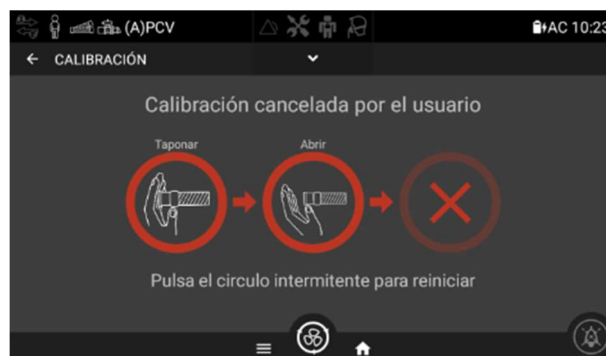 (A)PCV
AC 10:23
CALIBRACIÓN
Calibración cancelada por el usuario
Taponar
Abrir
Pulsa el circulo intermitente para reiniciar